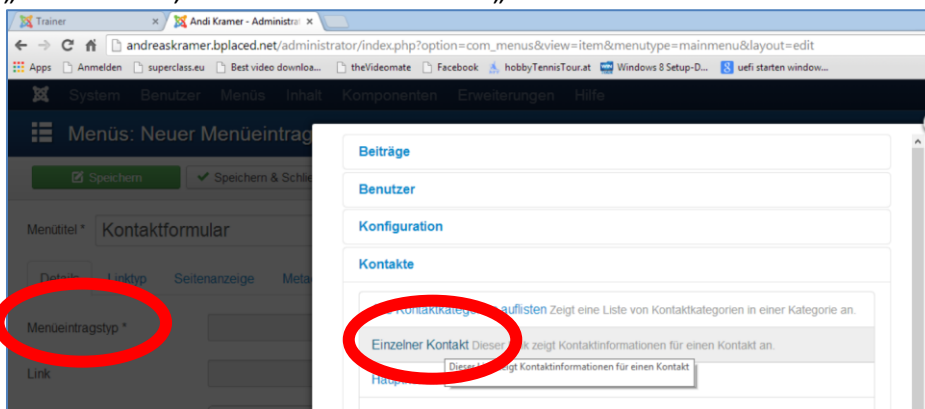 Trainer
Andi Kramer - Administra
andreaskramer.bplaced.net/administrator/index.php?option=com_menus&view=item&menutype=mainmenu&layout=edit
Apps Anmelden superclass.eu Best video downloa... theVideomate Facebook hobbyTennisTour.at Windows 8 Setup-D... uefi starten window...
System Benutzer Menüs Inhalt Komponenten Erweiterungen Hilfe
Menüs: Neuer Menüeintrag
Beiträge
Speichern Speichern & Schlie
Benutzer
Menütitel * Kontaktformular
Konfiguration
Details Linktyp Seitenanzeige Meta
Kontakte
auflisten Zeigt eine Liste von Kontaktkategorien in einer Kategorie an.
Menüeintragstyp *
Einzelner Kontakt Dieser Link zeigt Kontaktinformationen für einen Kontakt an.
Dieser Link zeigt Kontaktinformationen für einen Kontakt
Link